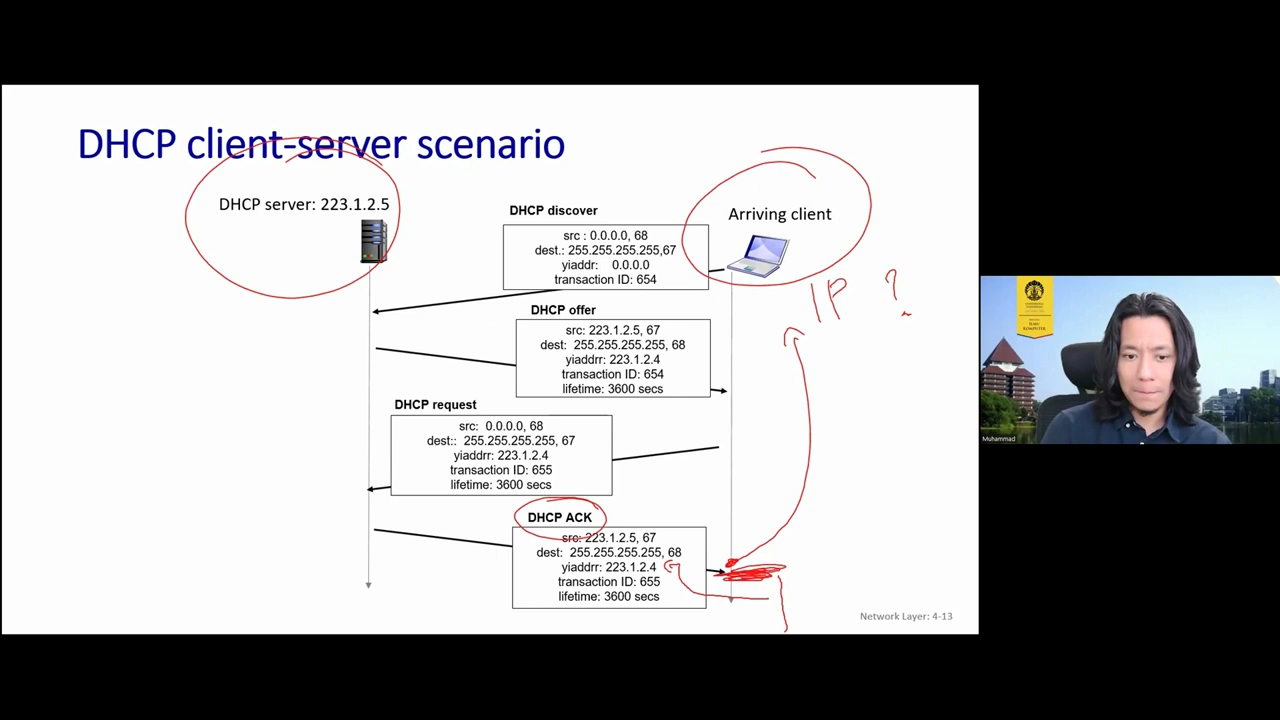 DHCP client-server scenario
DHCP server: 223.1.2.5
DHCP discover
Arriving client
src : 0.0.0.0, 68
dest.: 255.255.255.255,67
yiaddr: 0.0.0.0
transaction ID: 654
IP ?
DHCP offer
src: 223.1.2.5, 67
dest: 255.255.255.255, 68
yiaddrr: 223.1.2.4
transaction ID: 654
lifetime: 3600 secs
DHCP request
src: 0.0.0.0, 68
dest:: 255.255.255.255, 67
yiaddrr: 223.1.2.4
transaction ID: 655
lifetime: 3600 secs
DHCP ACK
src: 223.1.2.5, 67
dest: 255.255.255.255, 68
yiaddrr: 223.1.2.4
transaction ID: 655
lifetime: 3600 secs
Network Layer: 4-13
ILMU
KOMPUTER
Muhammad